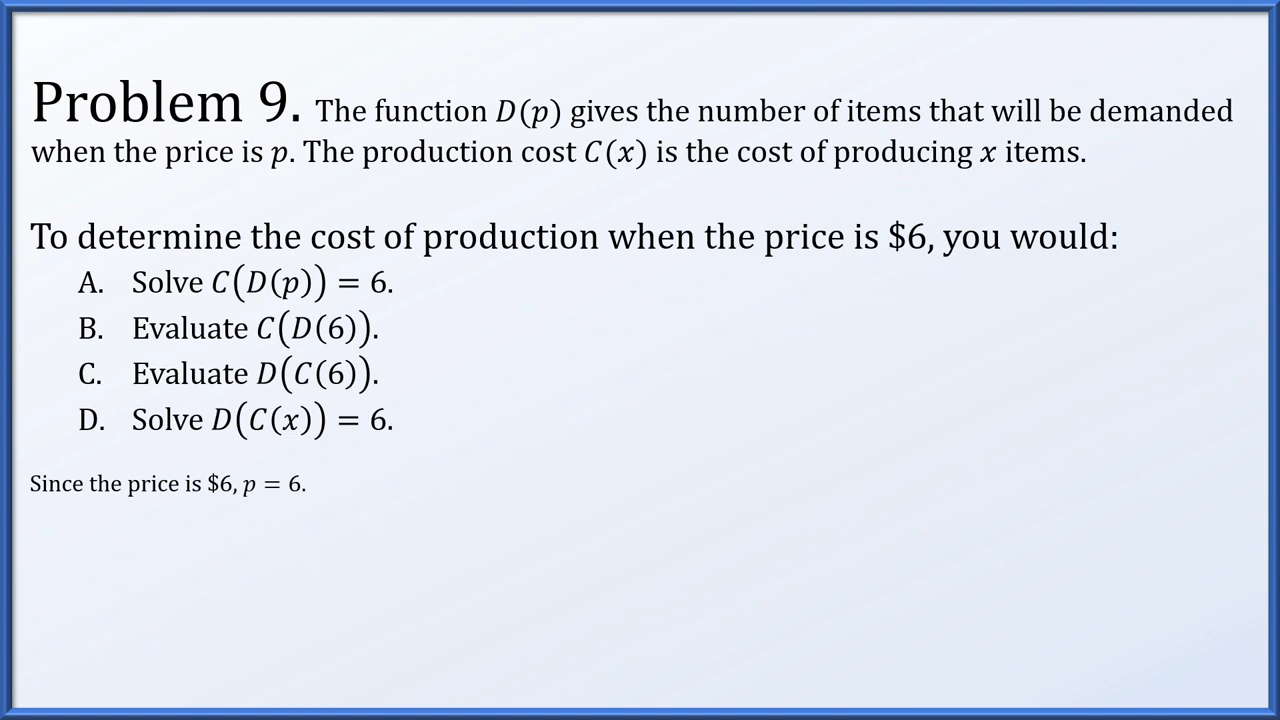 Problem 9. The function D(p) gives the number of items that will be demanded
when the price is p. The production cost C(x) is the cost of producing x items.
To determine the cost of production when the price is $6, you would:
A. Solve C(D(p)) = 6.
B. Evaluate C(D(6)).
C. Evaluate D(C(6)).
D. Solve D(C(x)) = 6.
Since the price is $6, p = 6.